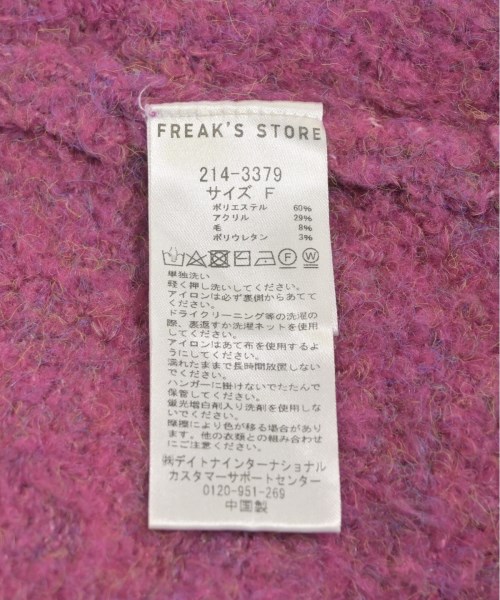 FREAK'S STORE
214-3379
サイズ F
ポリエステル 60%
アクリル 29%
毛 8%
ポリウレタン 3%
F W
単独洗い
軽く押し洗いしてください。
アイロンは必ず裏側からあてて
ください。
ドライクリーニング等の洗濯の
際、裏返すか洗濯ネットを使用
してください。
アイロンはあて布を使用するよ
うにしてください。
濡れたままで長時間放置しない
でください。
ハンガーに掛けないでたたんで
保管してください。
蛍光増白剤入り洗剤を使用しな
いでください。
摩擦により色が移る場合があり
ます。他の衣類との組み合わせ
にご注意ください。
㈱デイトナインターナショナル
カスタマーサポートセンター
0120-951-269
中国製